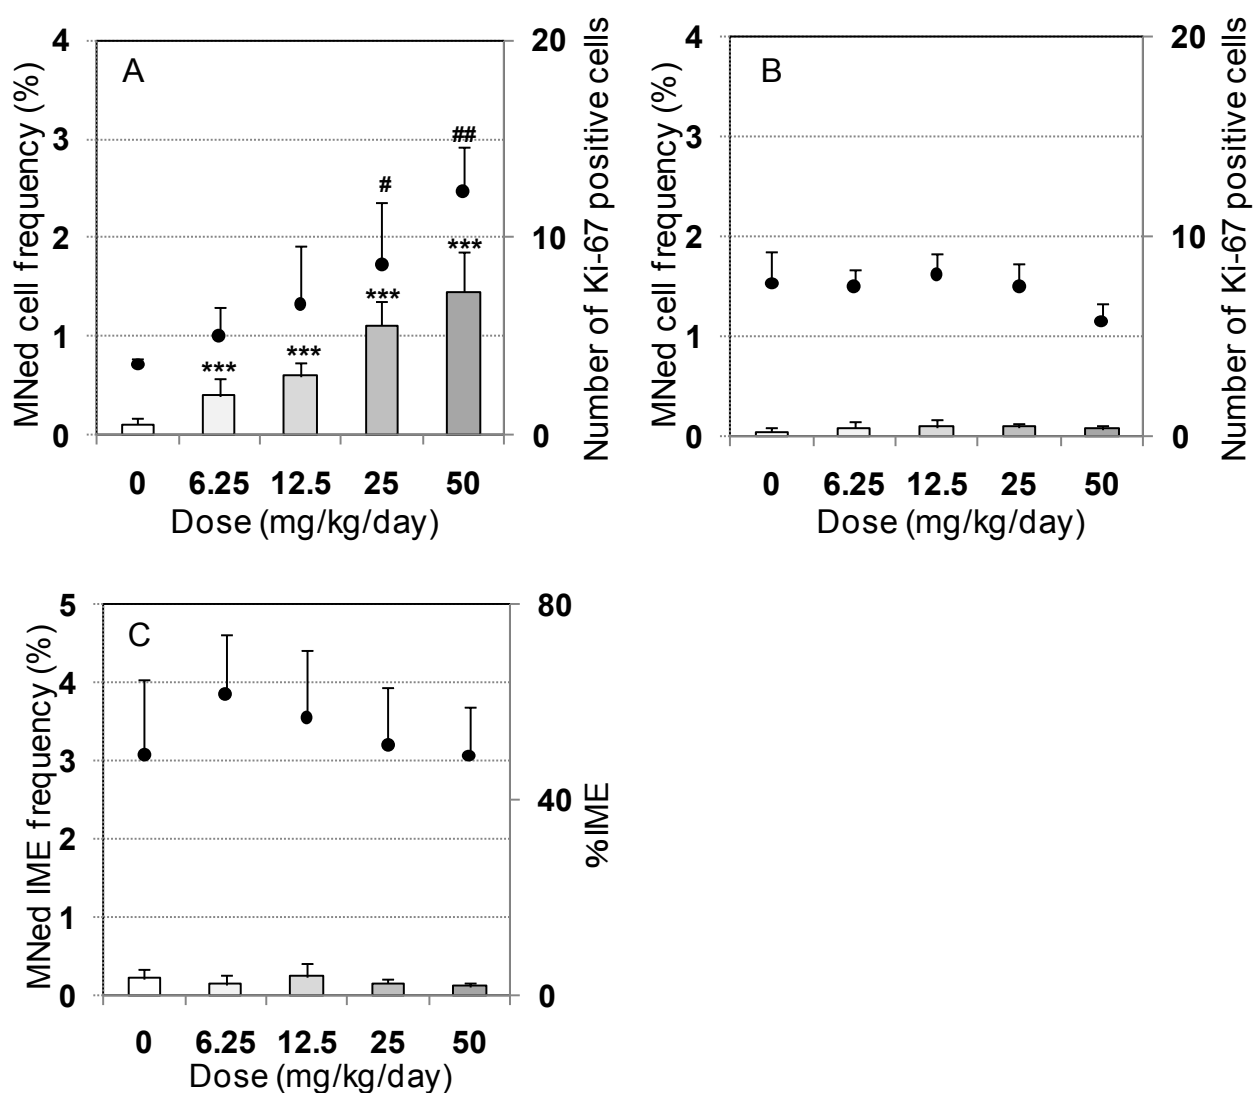 A
MNed cell frequency (%)
4
3
2
1
0
20
10
0
Number of Ki-67 positive cells
***
***
***
***
#
##
0 6.25 12.5 25 50
Dose (mg/kg/day)
B
MNed cell frequency (%)
4
3
2
1
0
20
10
0
Number of Ki-67 positive cells
0 6.25 12.5 25 50
Dose (mg/kg/day)
C
MNed IME frequency (%)
5
4
3
2
1
0
80
40
0
%IME
0 6.25 12.5 25 50
Dose (mg/kg/day)